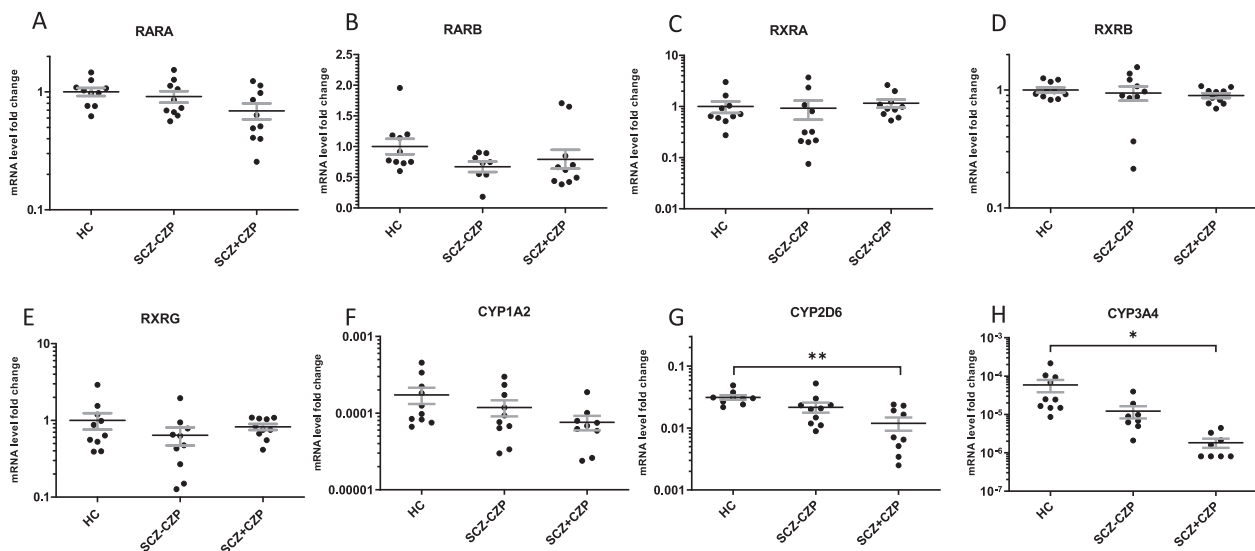 A
RARA
mRNA level fold change
1
0.1
HC
SCZ-CZP
SCZ+CZP
B
RARB
mRNA level fold change
2.5
2.0
1.5
1.0
0.5
0.0
HC
SCZ-CZP
SCZ+CZP
C
RXRA
mRNA level fold change
10
1
0.1
0.01
HC
SCZ-CZP
SCZ+CZP
D
RXRB
mRNA level fold change
1
0.1
HC
SCZ-CZP
SCZ+CZP
E
RXRG
mRNA level fold change
10
1
0.1
HC
SCZ-CZP
SCZ+CZP
F
CYP1A2
mRNA level fold change
0.001
0.0001
0.00001
HC
SCZ-CZP
SCZ+CZP
G
CYP2D6
mRNA level fold change
0.1
0.01
0.001
**
HC
SCZ-CZP
SCZ+CZP
H
CYP3A4
mRNA level fold change
10⁻³
10⁻⁴
10⁻⁵
10⁻⁶
10⁻⁷
*
HC
SCZ-CZP
SCZ+CZP